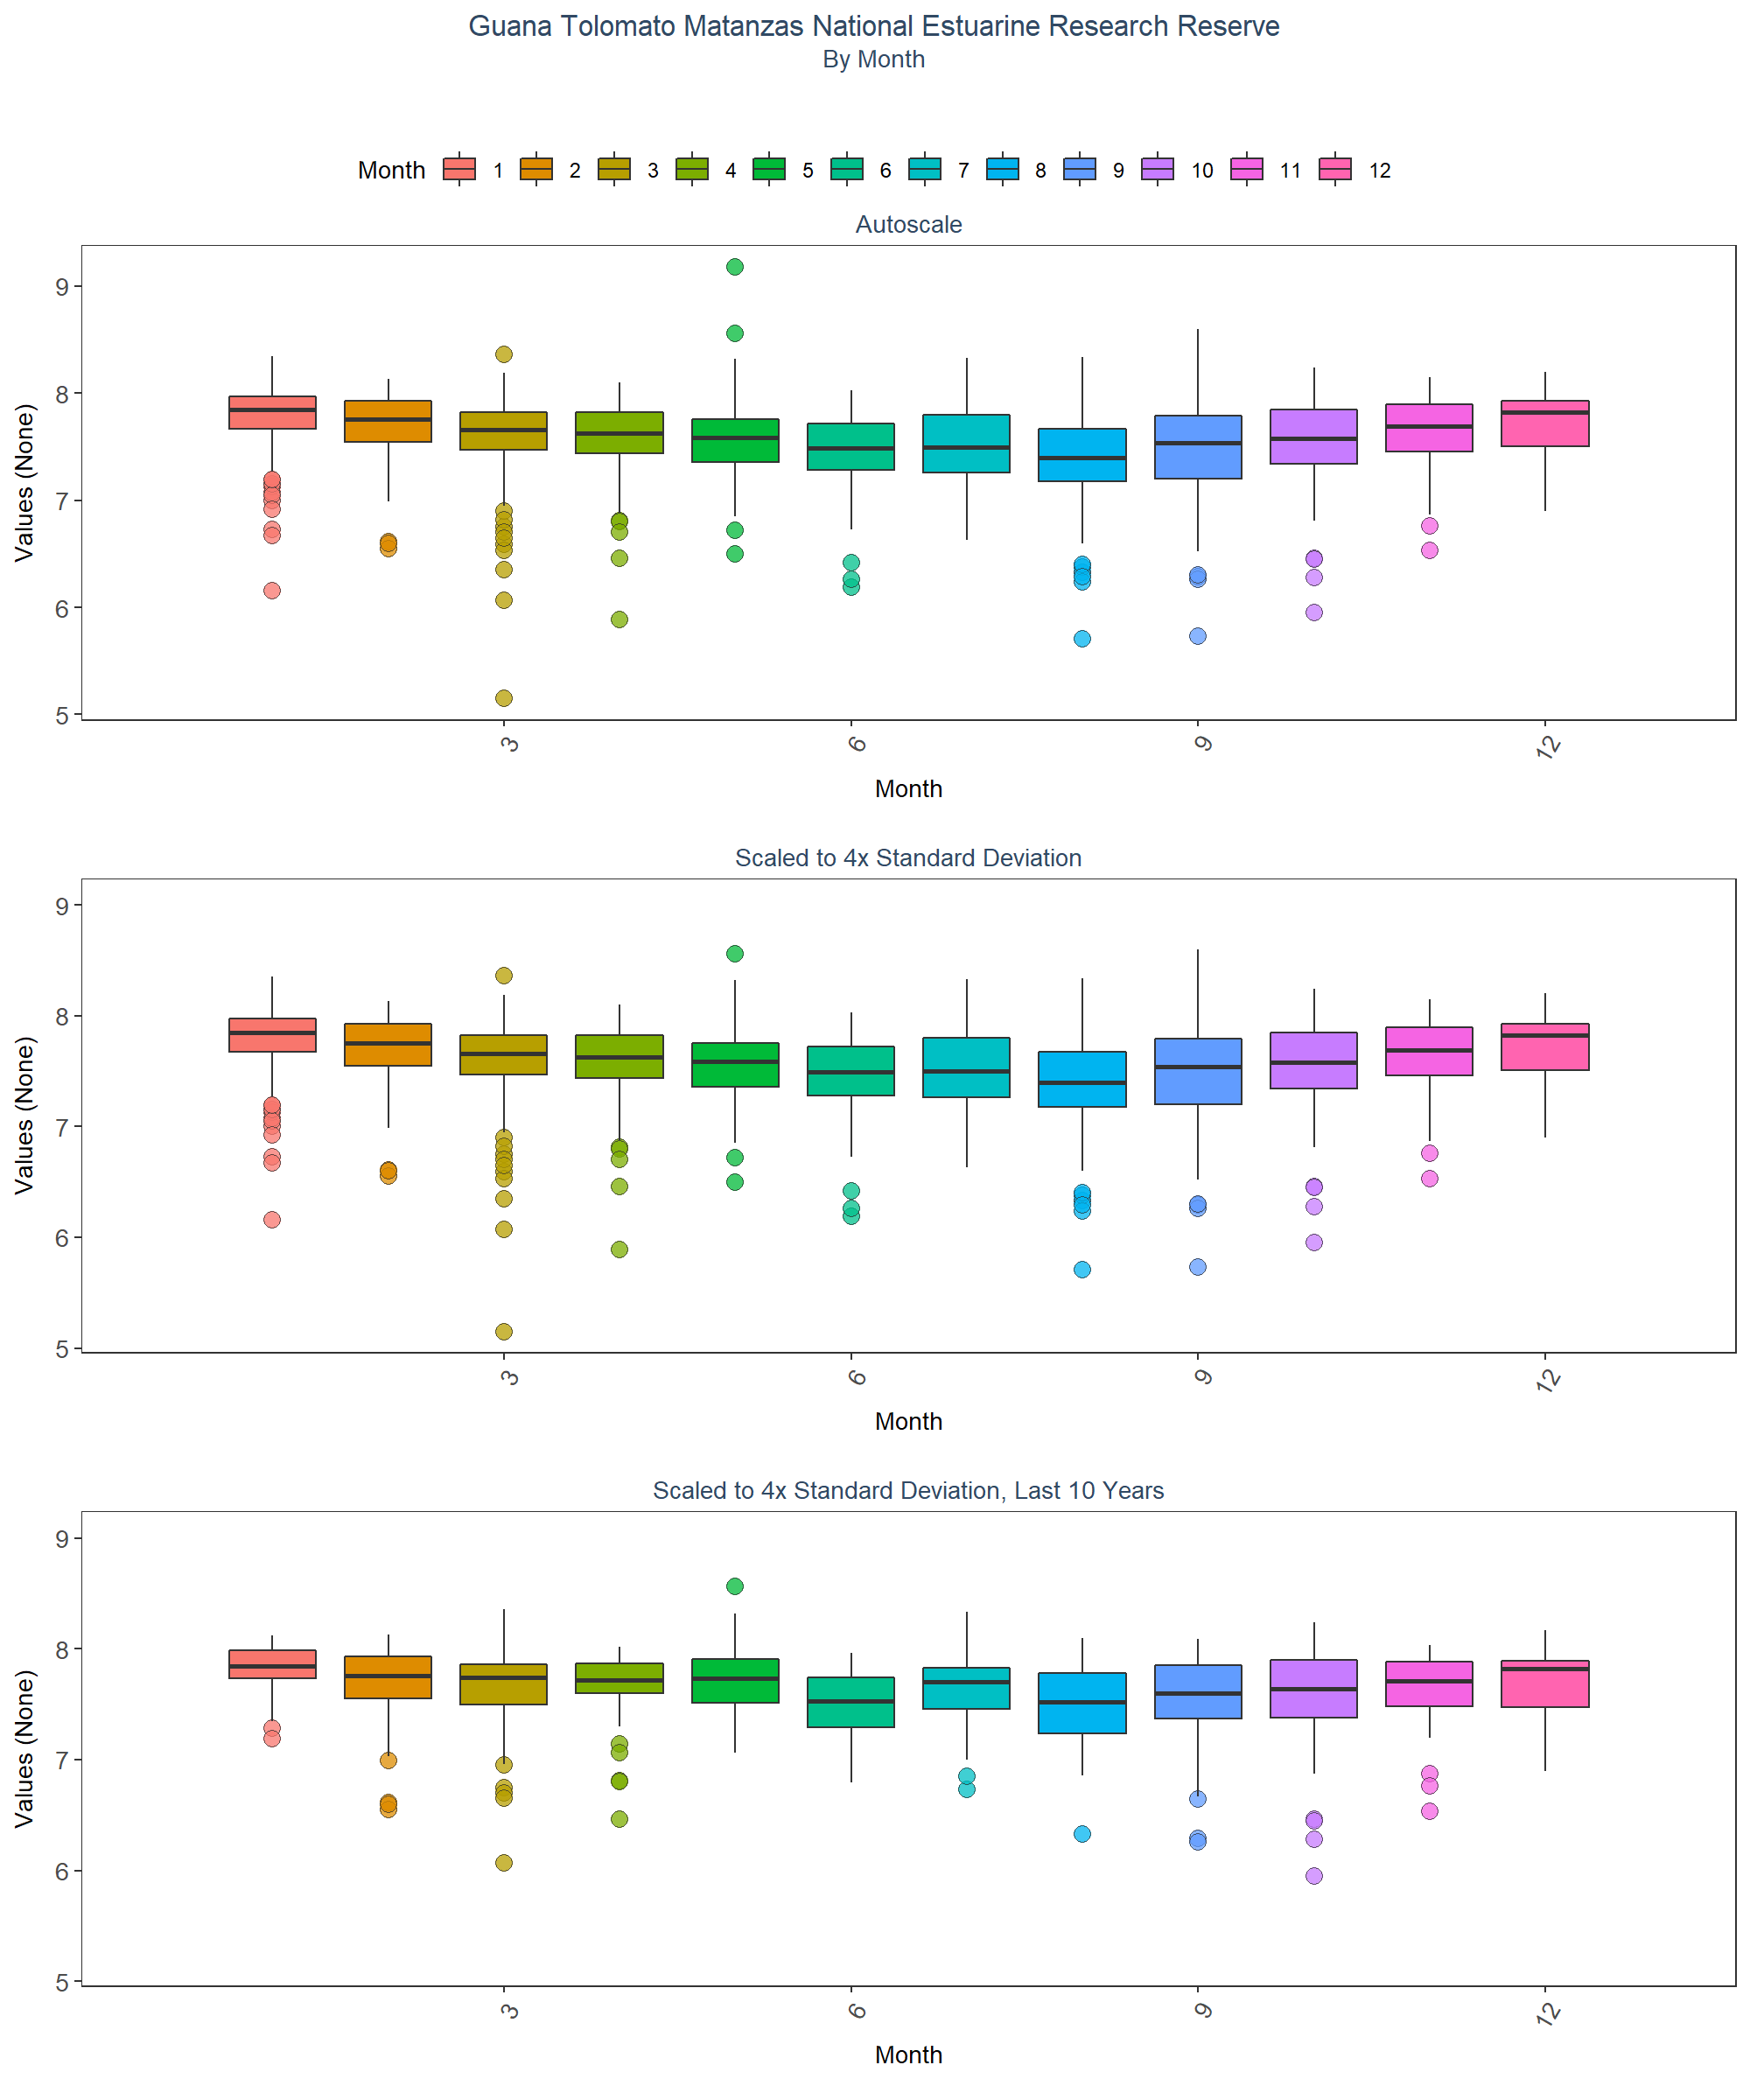 Guana Tolomato Matanzas National Estuarine Research Reserve
By Month
Month 1 2 3 4 5 6 7 8 9 10 11 12
Autoscale
Values (None)
9
8
7
6
5
3 6 9 12
Month
Scaled to 4x Standard Deviation
Values (None)
9
8
7
6
5
3 6 9 12
Month
Scaled to 4x Standard Deviation, Last 10 Years
Values (None)
9
8
7
6
5
3 6 9 12
Month